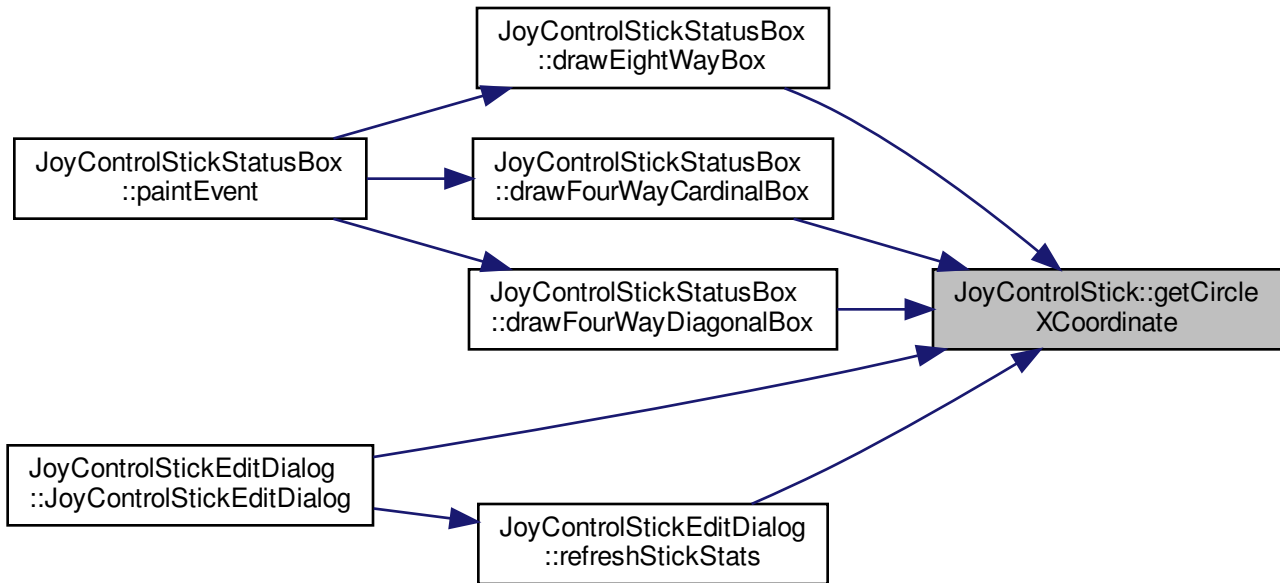 JoyControlStickStatusBox
::drawEightWayBox
JoyControlStickStatusBox
::paintEvent
JoyControlStickStatusBox
::drawFourWayCardinalBox
JoyControlStickStatusBox
::drawFourWayDiagonalBox
JoyControlStick::getCircle
XCoordinate
JoyControlStickEditDialog
::JoyControlStickEditDialog
JoyControlStickEditDialog
::refreshStickStats